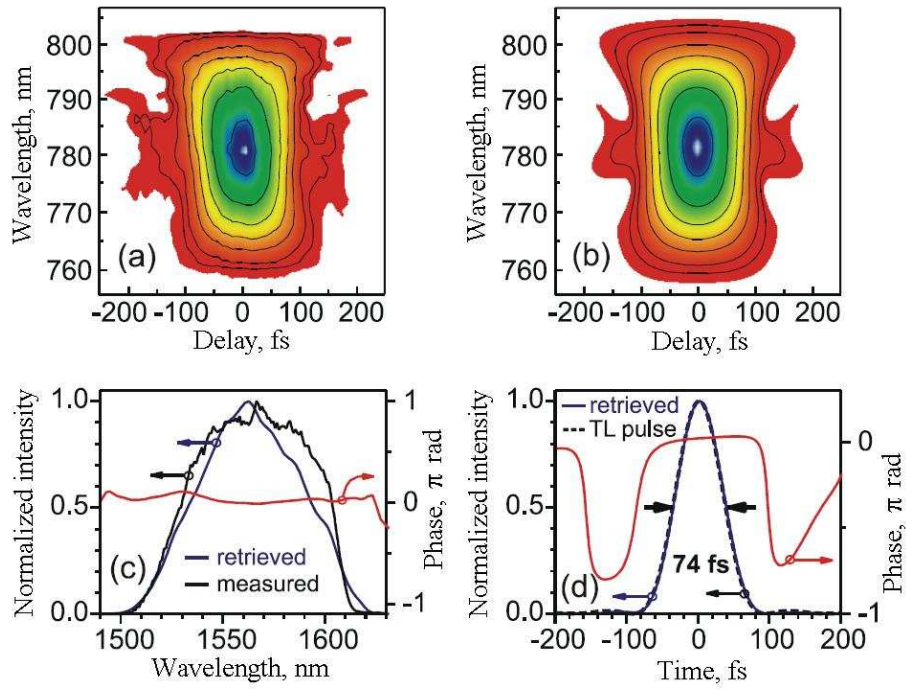 800
790
780
770
760
Wavelength, nm
(a)
-200 -100 0 100 200
Delay, fs
800
790
780
770
760
Wavelength, nm
(b)
-200 -100 0 100 200
Delay, fs
1.0
0.5
0.0
Normalized intensity
1
0
-1
Phase, π rad
(c)
retrieved
measured
1500 1550 1600
Wavelength, nm
1.0
0.5
0.0
Normalized intensity
retrieved
TL pulse
74 fs
(d)
0
-1
Phase, π rad
-200 -100 0 100 200
Time, fs